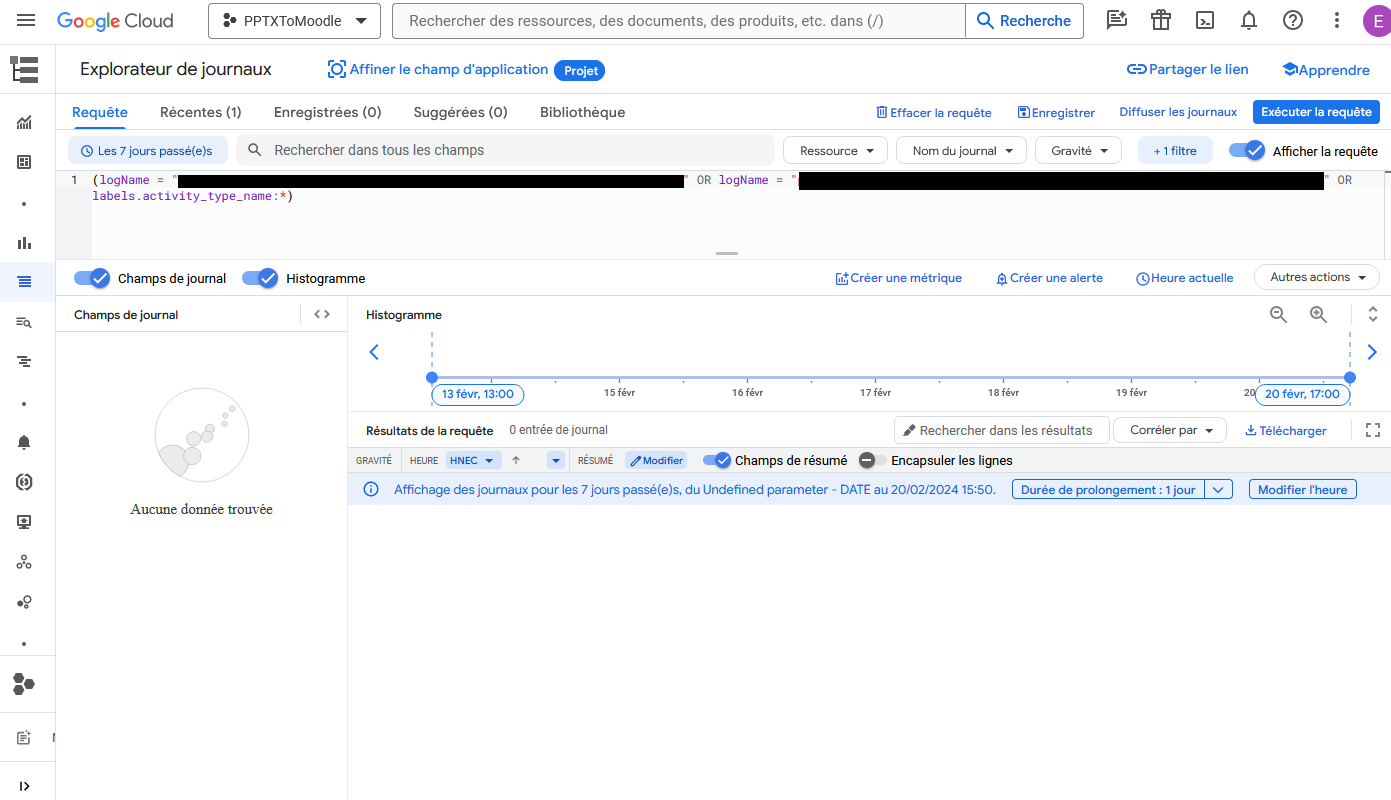 Google Cloud PPTXToModelle Rechercher des ressources, des documents, des produits, etc. dans (/) Recherche E
Explorateur de journaux Affiner le champ d'application Projet Partager le lien Apprendre
Requête Récentes (1) Enregistrées (0) Suggérées (0) Bibliothèque Effacer la requête Enregistrer Diffuser les journaux Exécuter la requête
Les 7 jours passé(e)s Rechercher dans tous les champs Ressource Nom du journal Gravité + 1 filtre Afficher la requête
1 (logName = " " OR logName = " " OR
labels.activity_type_name:*)
Champs de journal Histogramme Créer une métrique Créer une alerte Heure actuelle Autres actions
Champs de journal
Aucune donnée trouvée
Histogramme
13 févr, 13:00 15 févr 16 févr 17 févr 18 févr 19 févr 20 20 févr, 17:00
Résultats de la requête 0 entrée de journal Rechercher dans les résultats Corréler par Télécharger
GRAVITÉ HEURE HNEC RÉSUMÉ Modifier Champs de résumé Encapsuler les lignes
Affichage des journaux pour les 7 jours passé(e)s, du Undefined parameter - DATE au 20/02/2024 15:50. Durée de prolongement : 1 jour Modifier l'heure